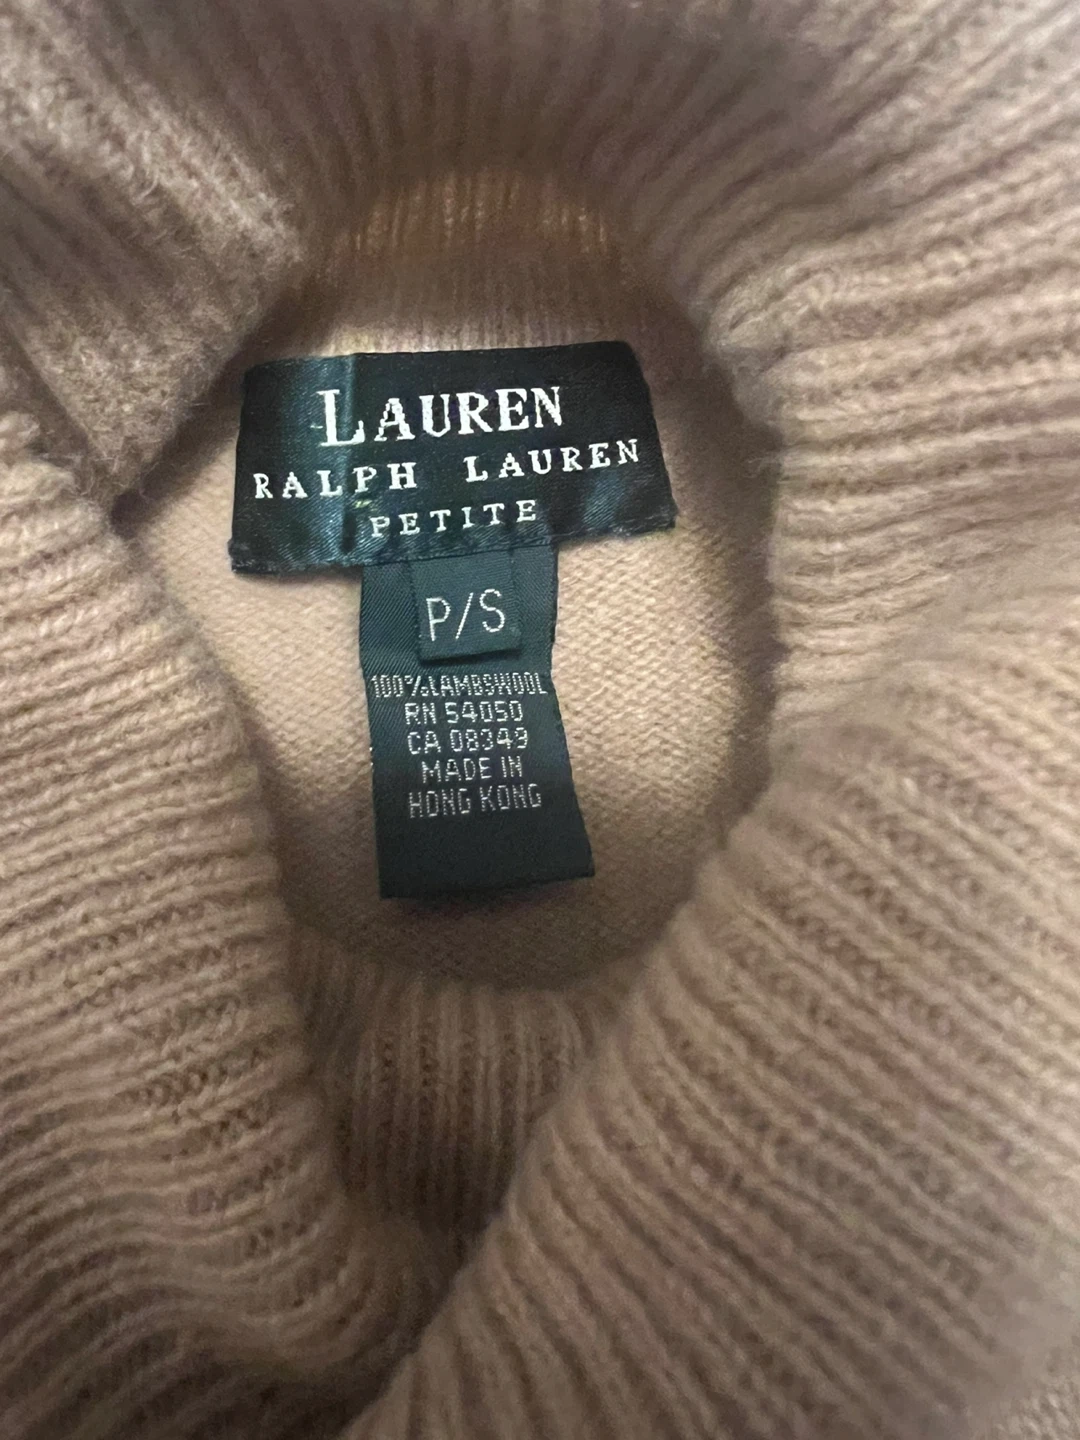 LAUREN
RALPH LAUREN
PETITE
P/S
100% LAMBSWOOL
RN 54050
CA 08349
MADE IN
HONG KONG